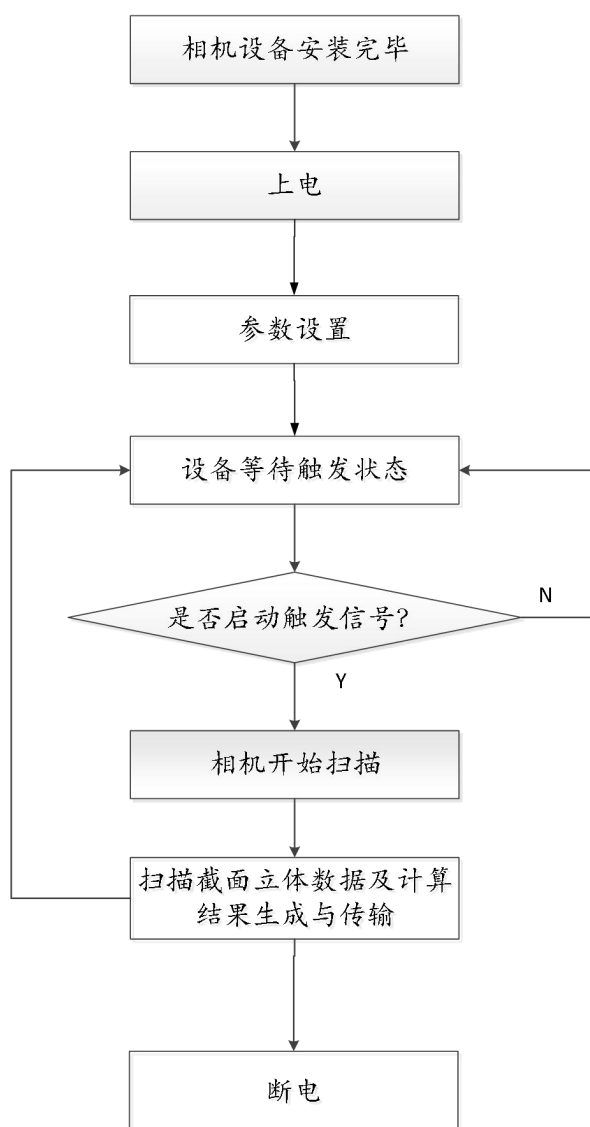 相机设备安装完毕
上电
参数设置
设备等待触发状态
是否启动触发信号?
N
Y
相机开始扫描
扫描截面立体数据及计算
结果生成与传输
断电